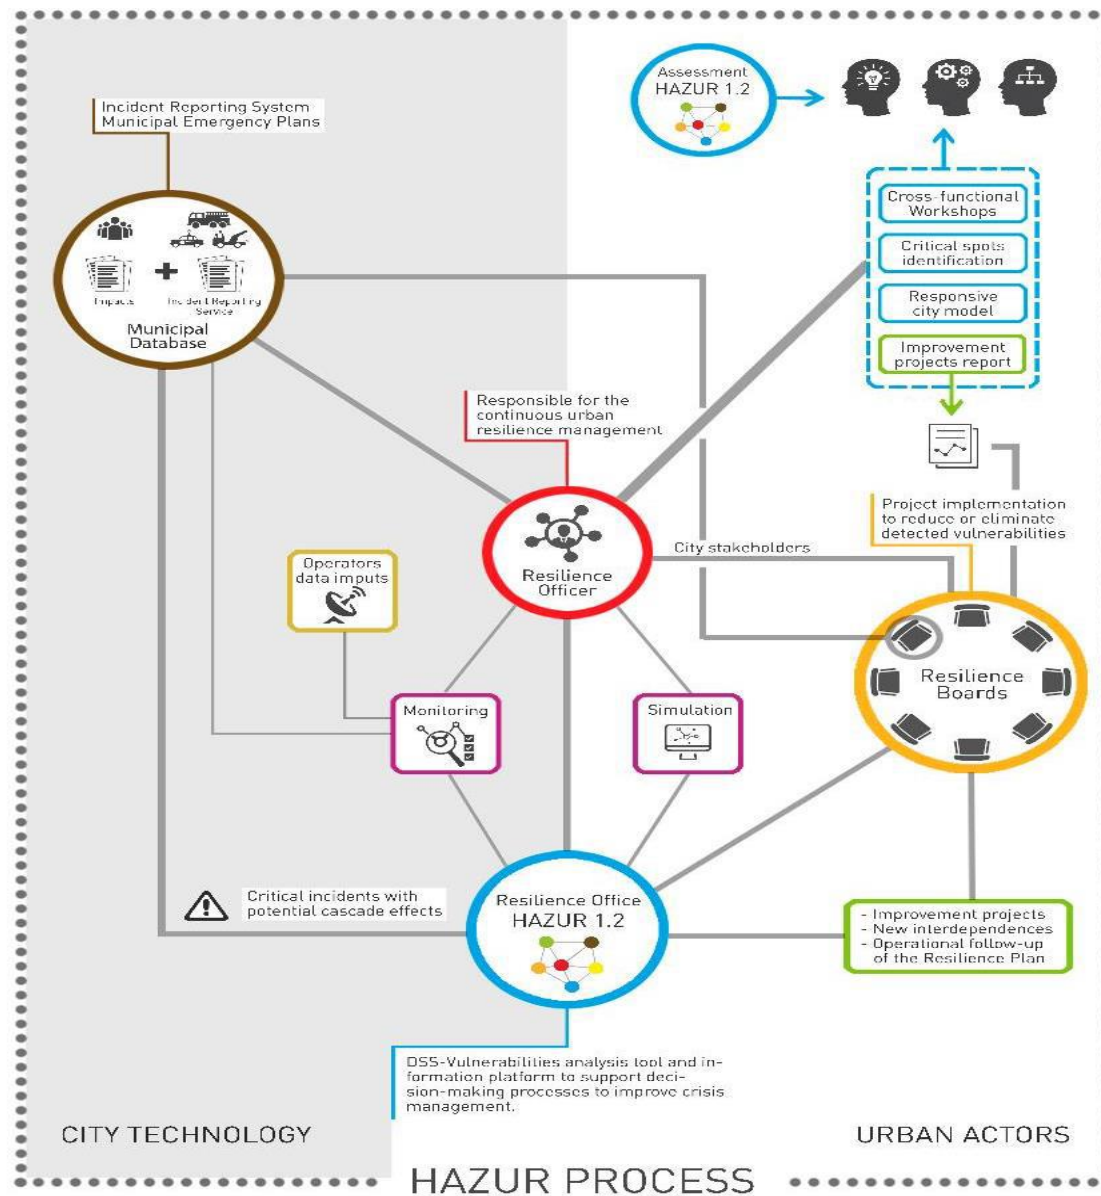 Assessment
HAZUR 1.2
Incident Reporting System
Municipal Emergency Plans
Cross-functional
Workshops
Critical spots
identification
Responsive
city model
Improvement
projects report
Impacts
Incident Reporting
Service
Municipal
Database
Responsible for the
continuous urban
resilience management
Project implementation
to reduce or eliminate
detected vulnerabilities
City stakeholders
Resilience
Officer
Operators
data imputs
Resilience
Boards
Monitoring
Simulation
Critical incidents with
potential cascade effects
Resilience Office
HAZUR 1.2
- Improvement projects
- New interdependences
- Operational follow-up
of the Resilience Plan
DSS-Vulnerabilities analysis tool and in-
formation platform to support deci-
sion-making processes to improve crisis
management.
CITY TECHNOLOGY
URBAN ACTORS
HAZUR PROCESS